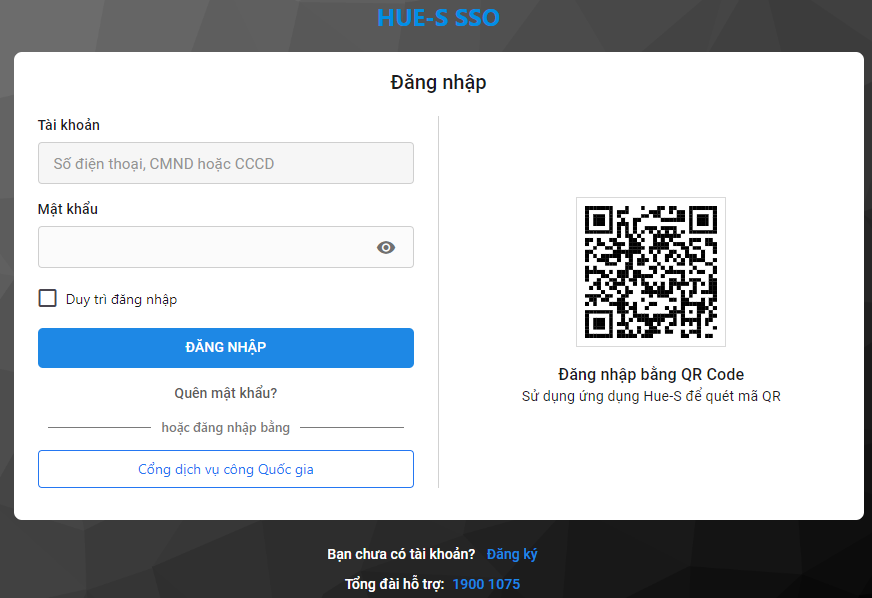 HUE-S SSO
Đăng nhập
Tài khoản
Số điện thoại, CMND hoặc CCCD
Mật khẩu
Duy trì đăng nhập
ĐĂNG NHẬP
Quên mật khẩu?
hoặc đăng nhập bằng
Cổng dịch vụ công Quốc gia
Đăng nhập bằng QR Code
Sử dụng ứng dụng Hue-S để quét mã QR
Bạn chưa có tài khoản? Đăng ký
Tổng đài hỗ trợ: 1900 1075